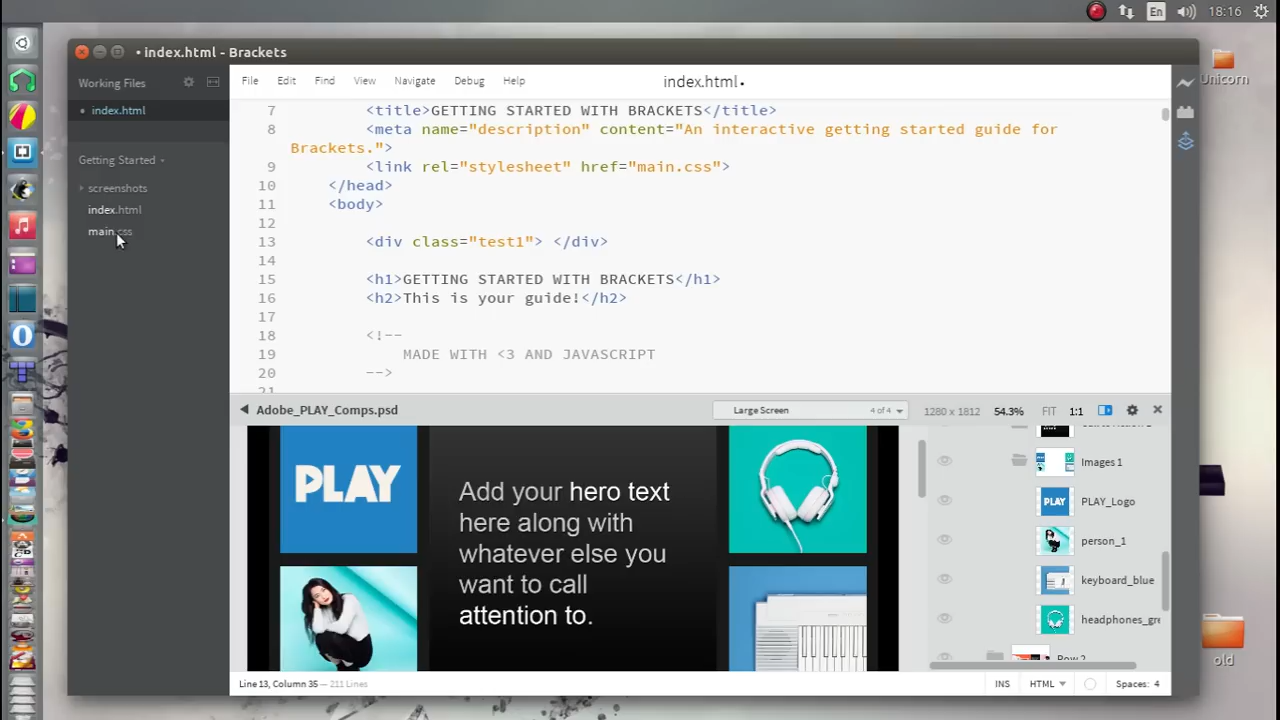 En
18:16
• index.html - Brackets
Working Files
File Edit Find View Navigate Debug Help
index.html •
• index.html
Getting Started
screenshots
index.html
main.css
7 <title>GETTING STARTED WITH BRACKETS</title>
8 <meta name="description" content="An interactive getting started guide for
Brackets.">
9 <link rel="stylesheet" href="main.css">
10 </head>
11 <body>
12
13 <div class="test1"> </div>
14
15 <h1>GETTING STARTED WITH BRACKETS</h1>
16 <h2>This is your guide!</h2>
17
18 <!--
19 MADE WITH <3 AND JAVASCRIPT
20 -->
21
Adobe_PLAY_Comps.psd
Large Screen 4 of 4
1280 x 1812 54.3% FIT 1:1
PLAY
Add your hero text
here along with
whatever else you
want to call
attention to.
Images 1
PLAY
PLAY_Logo
person_1
keyboard_blue
headphones_gre
Row 2
Line 13, Column 35 — 211 Lines
INS HTML Spaces: 4
Unicorn
old